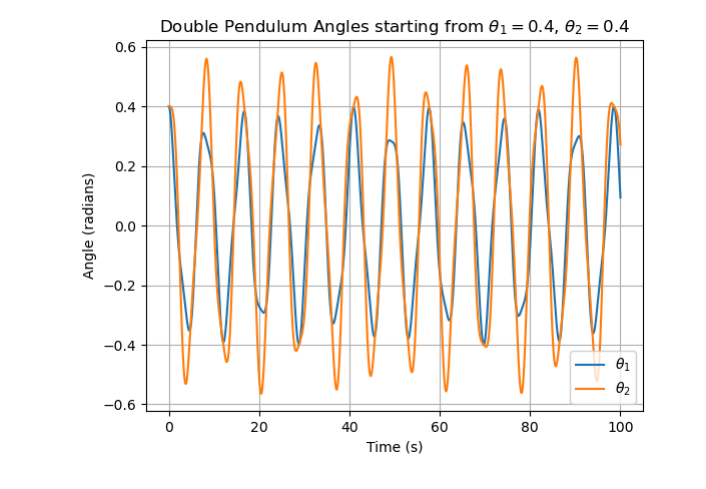 Double Pendulum Angles starting from θ₁ = 0.4, θ₂ = 0.4
0.6
0.4
0.2
0.0
−0.2
−0.4
−0.6
Angle (radians)
θ₁
θ₂
0 20 40 60 80 100
Time (s)